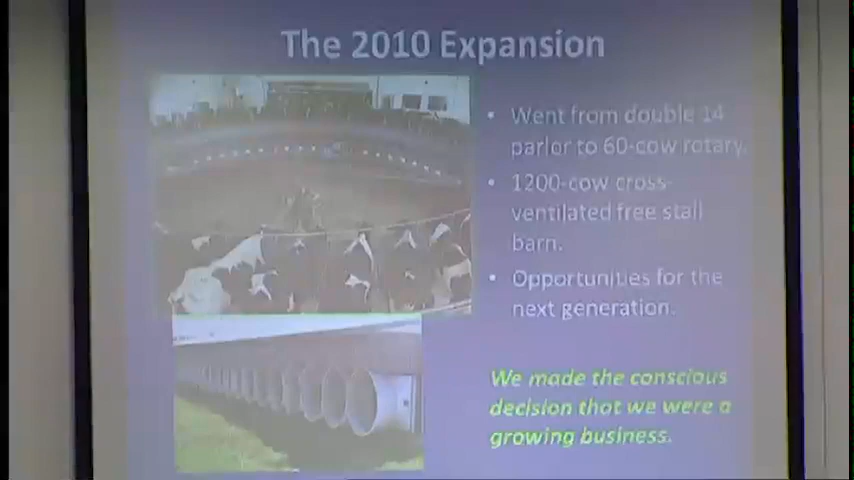 The 2010 Expansion
• Went from double 14
parlor to 60-cow rotary.
• 1200-cow cross-
ventilated free stall
barn.
• Opportunities for the
next generation.
We made the conscious
decision that we were a
growing business.